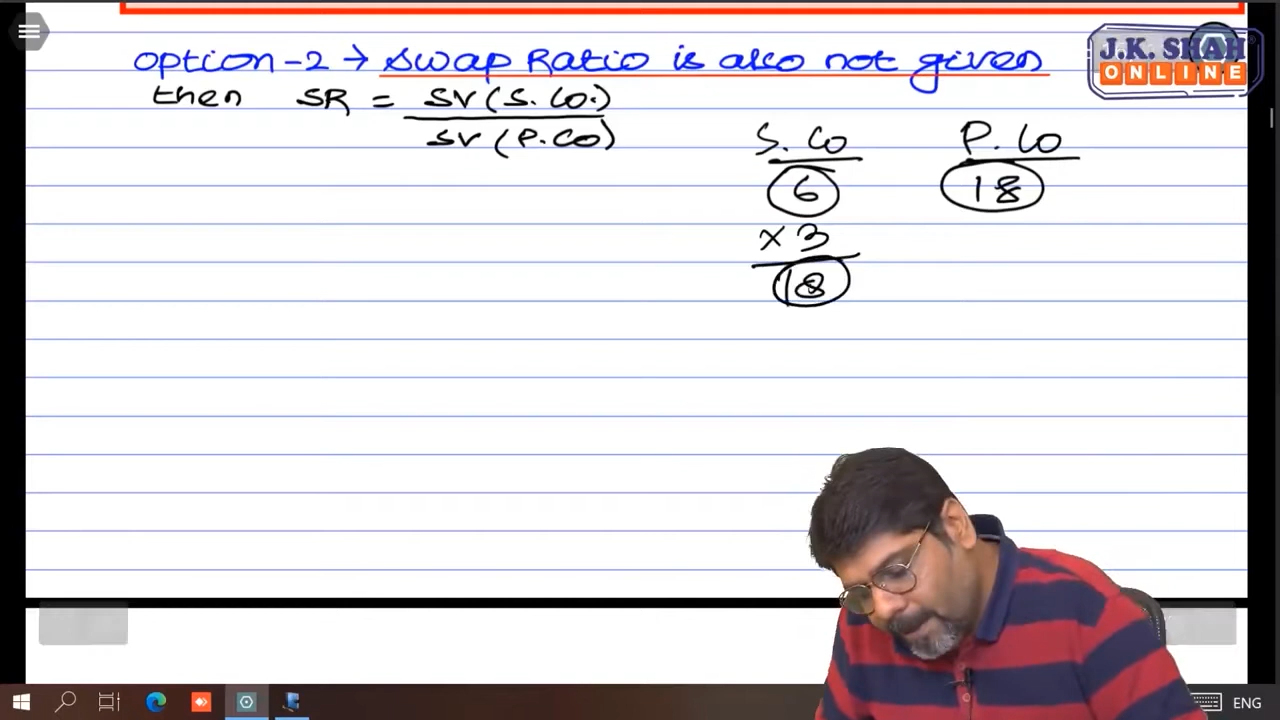 option-2 → Swap Ratio is also not given
J.K. SHAH
ONLINE
then SR = SV (S. Co.)
SV (P.CO)
S. Co P. Co
6 18
× 3
18
ENG